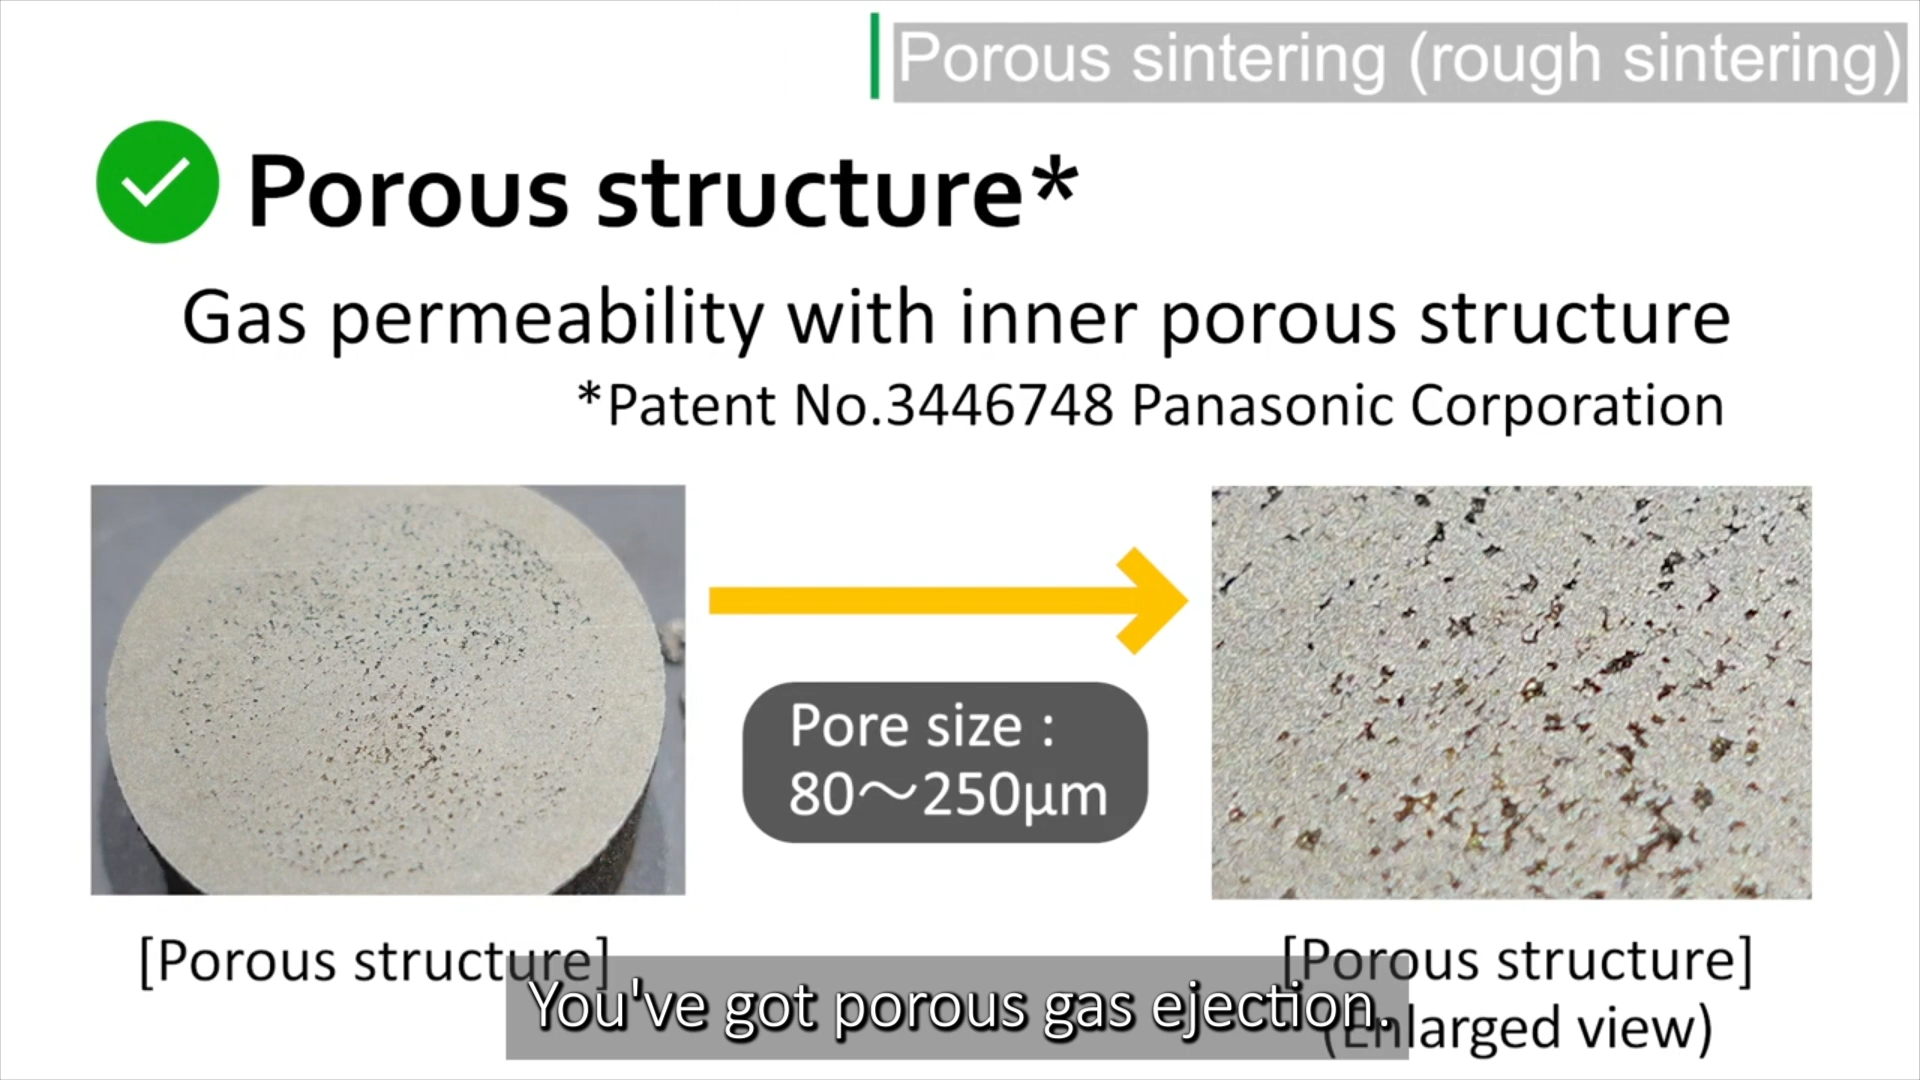 Porous sintering (rough sintering)
Porous structure*
Gas permeability with inner porous structure
*Patent No.3446748 Panasonic Corporation
Pore size :
80～250μm
[Porous structure]
[Porous structure]
(Enlarged view)
You've got porous gas ejection.